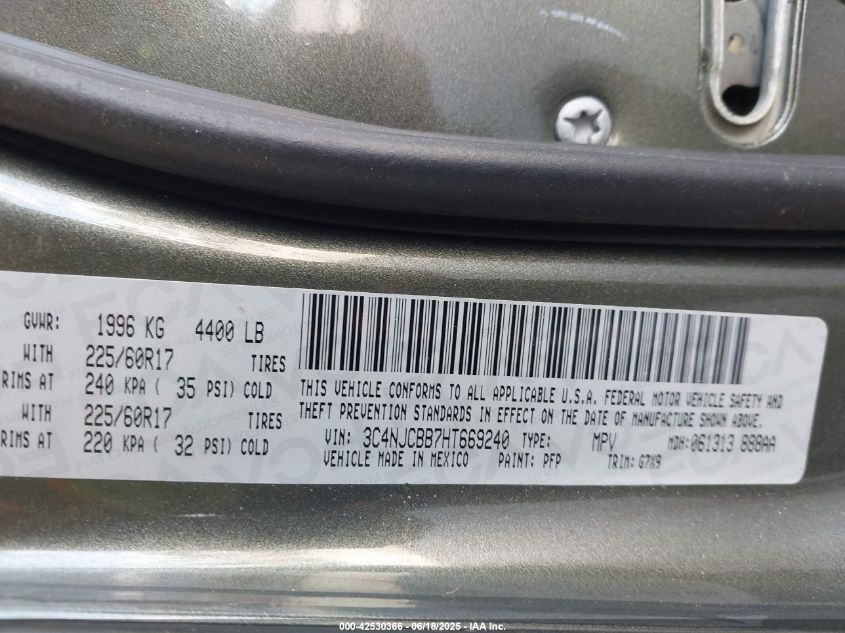 GVWR: 1996 KG 4400 LB
WITH 225/60R17 TIRES
RIMS AT 240 KPA ( 35 PSI) COLD
WITH 225/60R17 TIRES
RIMS AT 220 KPA ( 32 PSI) COLD
THIS VEHICLE CONFORMS TO ALL APPLICABLE U.S.A. FEDERAL MOTOR VEHICLE SAFETY AND
THEFT PREVENTION STANDARDS IN EFFECT ON THE DATE OF MANUFACTURE SHOWN ABOVE.
VIN: 3C4NJCBB7HT669240 TYPE: MPV MDH: 061313 888AA
VEHICLE MADE IN MEXICO PAINT: PFP TRIM: G7X9
000-42530366 - 06/18/2025 - IAA Inc.